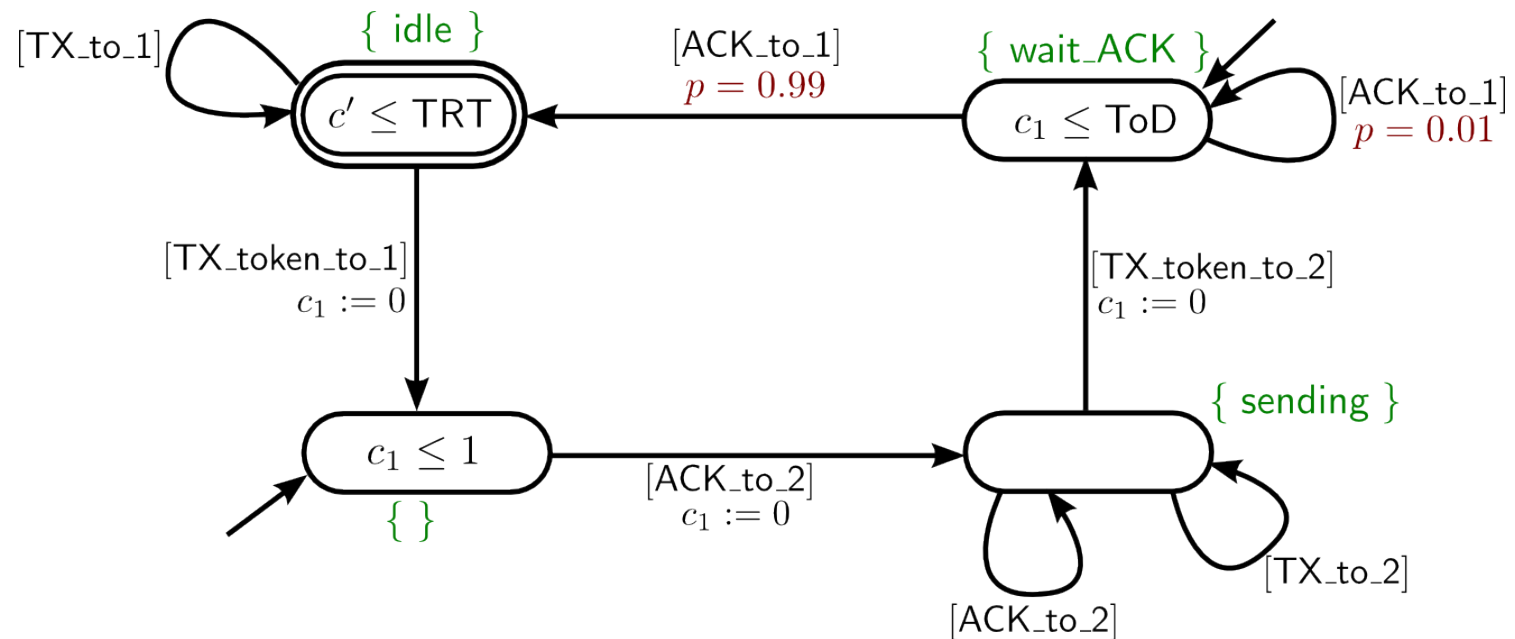 { idle }
[TX_to_1]
c′ ≤ TRT
[ACK_to_1]
p = 0.99
{ wait_ACK }
c₁ ≤ ToD
[ACK_to_1]
p = 0.01
[TX_token_to_1]
c₁ := 0
[TX_token_to_2]
c₁ := 0
c₁ ≤ 1
{ }
[ACK_to_2]
c₁ := 0
{ sending }
[TX_to_2]
[ACK_to_2]